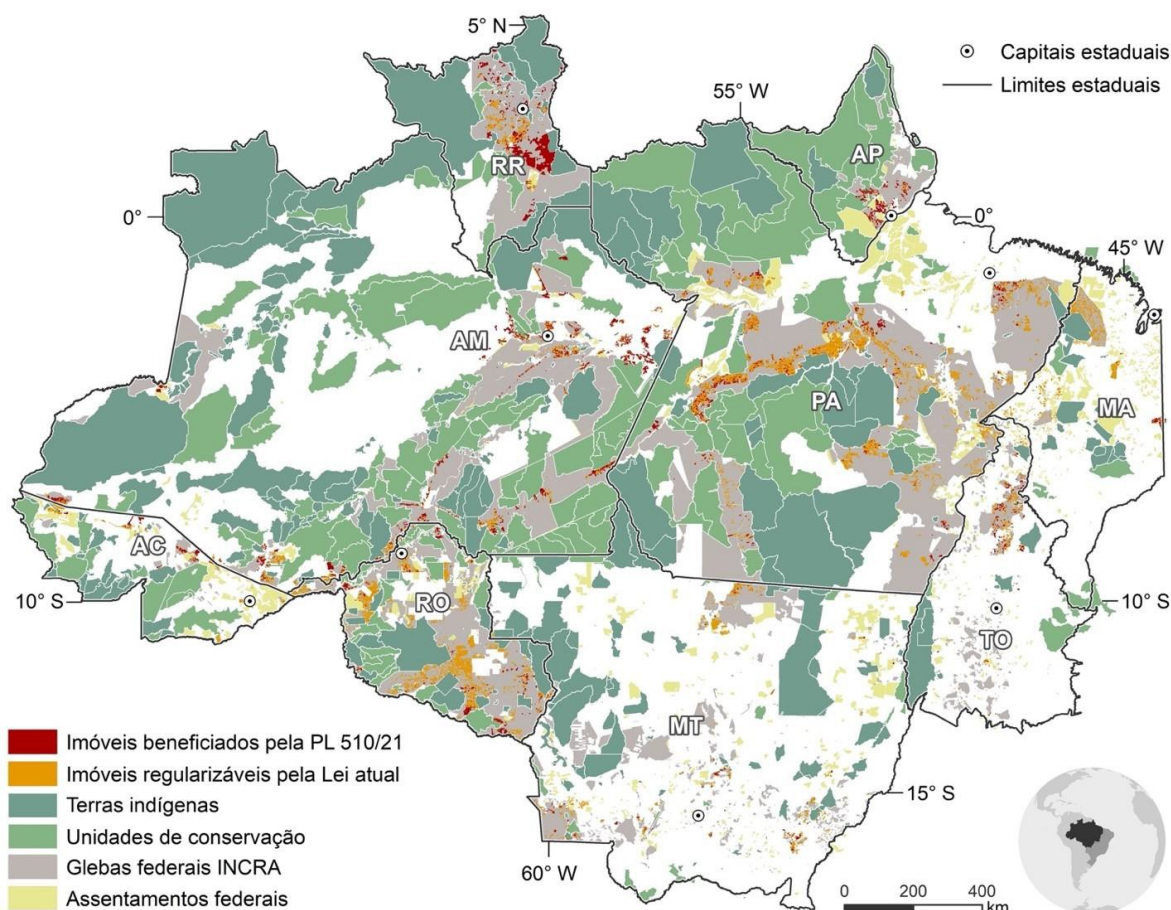 5° N
Capitais estaduais
Limites estaduais
55° W
AP
RR
0°
0°
45° W
AM
PA
MA
AC
10° S
RO
10° S
TO
MT
15° S
60° W
Imóveis beneficiados pela PL 510/21
Imóveis regularizáveis pela Lei atual
Terras indígenas
Unidades de conservação
Glebas federais INCRA
Assentamentos federais
0 200 400
km